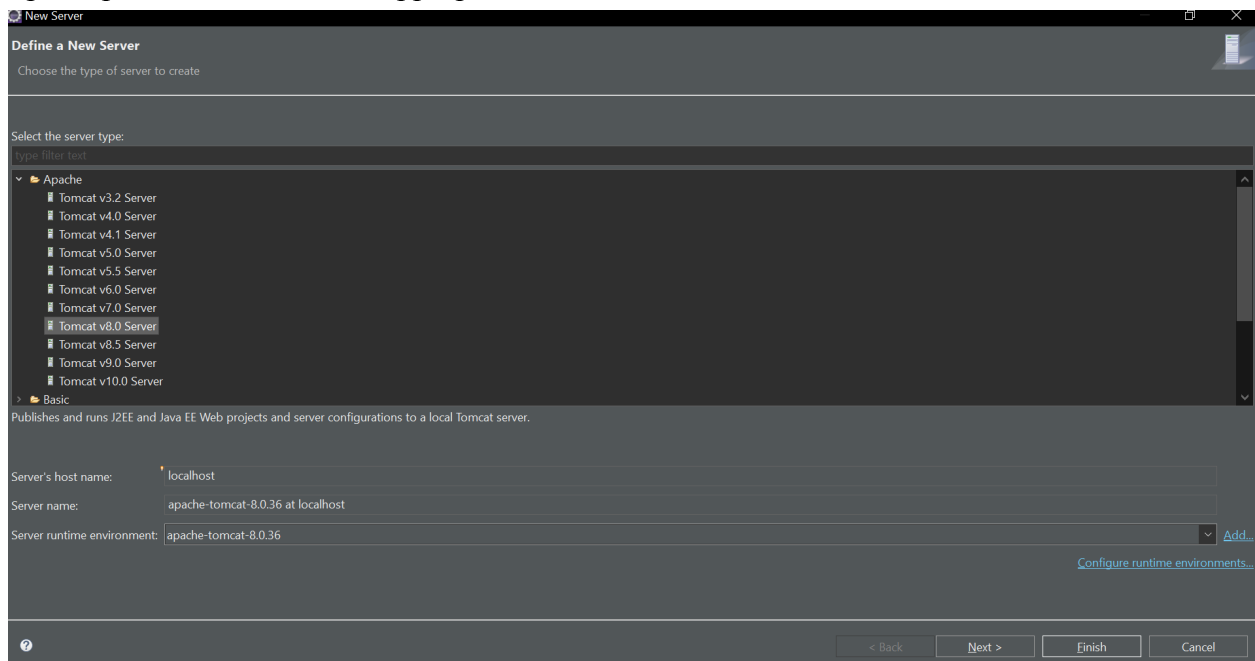 New Server
Define a New Server
Choose the type of server to create
Select the server type:
type filter text
Apache
Tomcat v3.2 Server
Tomcat v4.0 Server
Tomcat v4.1 Server
Tomcat v5.0 Server
Tomcat v5.5 Server
Tomcat v6.0 Server
Tomcat v7.0 Server
Tomcat v8.0 Server
Tomcat v8.5 Server
Tomcat v9.0 Server
Tomcat v10.0 Server
Basic
Publishes and runs J2EE and Java EE Web projects and server configurations to a local Tomcat server.
Server's host name: localhost
Server name: apache-tomcat-8.0.36 at localhost
Server runtime environment: apache-tomcat-8.0.36 Add...
Configure runtime environments...
? < Back Next > Finish Cancel